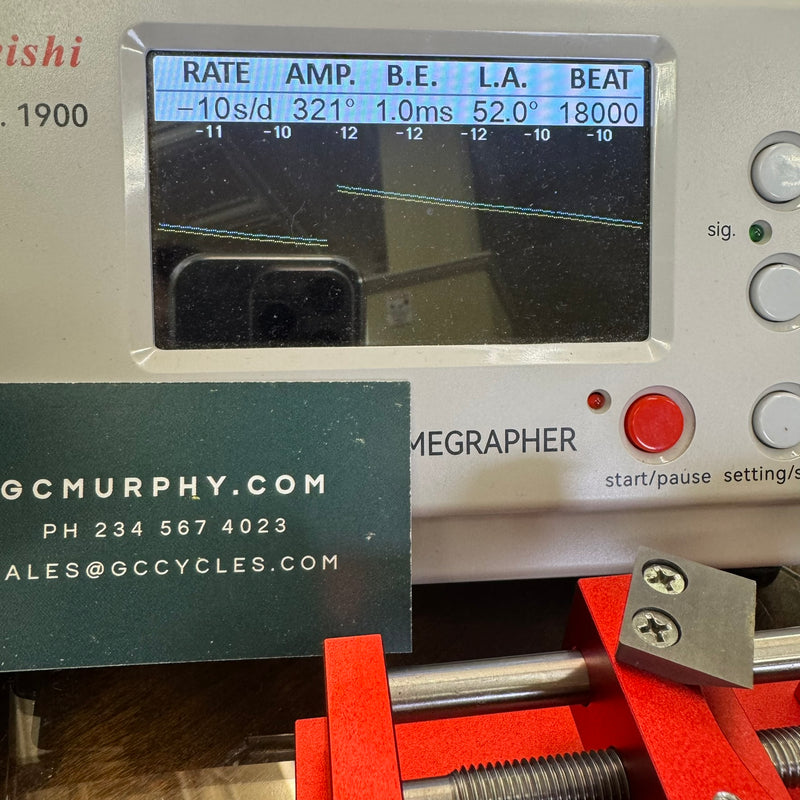 eishi
. 1900
RATE AMP. B.E. L.A. BEAT
−10s/d 321° 1.0ms 52.0° 18000
-11 -10 12 -12 -12 -10 -10
sig.
MEGRAPHER
start/pause setting/s
GCMURPHY.COM
PH 234 567 4023
ALES@GCCYCLES.COM